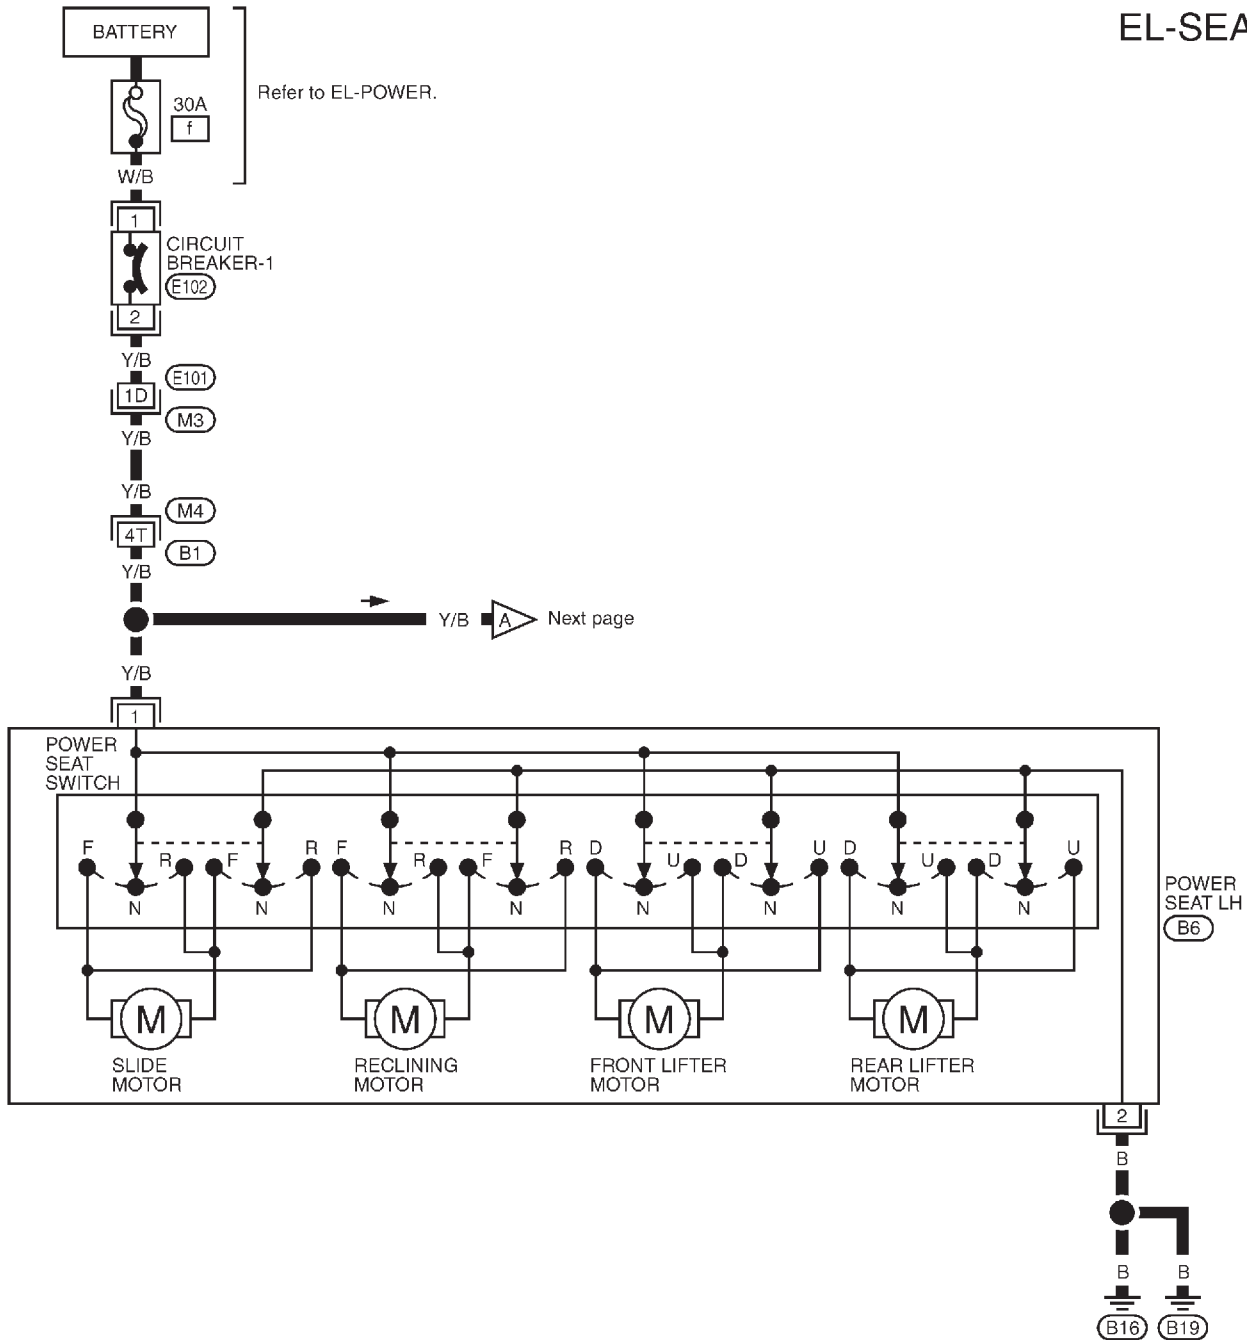 EL-SEA
BATTERY
30A
f
Refer to EL-POWER.
W/B
1
CIRCUIT
BREAKER-1
E102
2
Y/B
E101
1D
M3
Y/B
Y/B
M4
4T
B1
Y/B
Y/B A Next page
Y/B
1
POWER
SEAT
SWITCH
F R F R F R F R D U D U D U D U
N N N N N N N N
POWER
SEAT LH
B6
M M M M
SLIDE
MOTOR
RECLINING
MOTOR
FRONT LIFTER
MOTOR
REAR LIFTER
MOTOR
2
B
B B
B16 B19